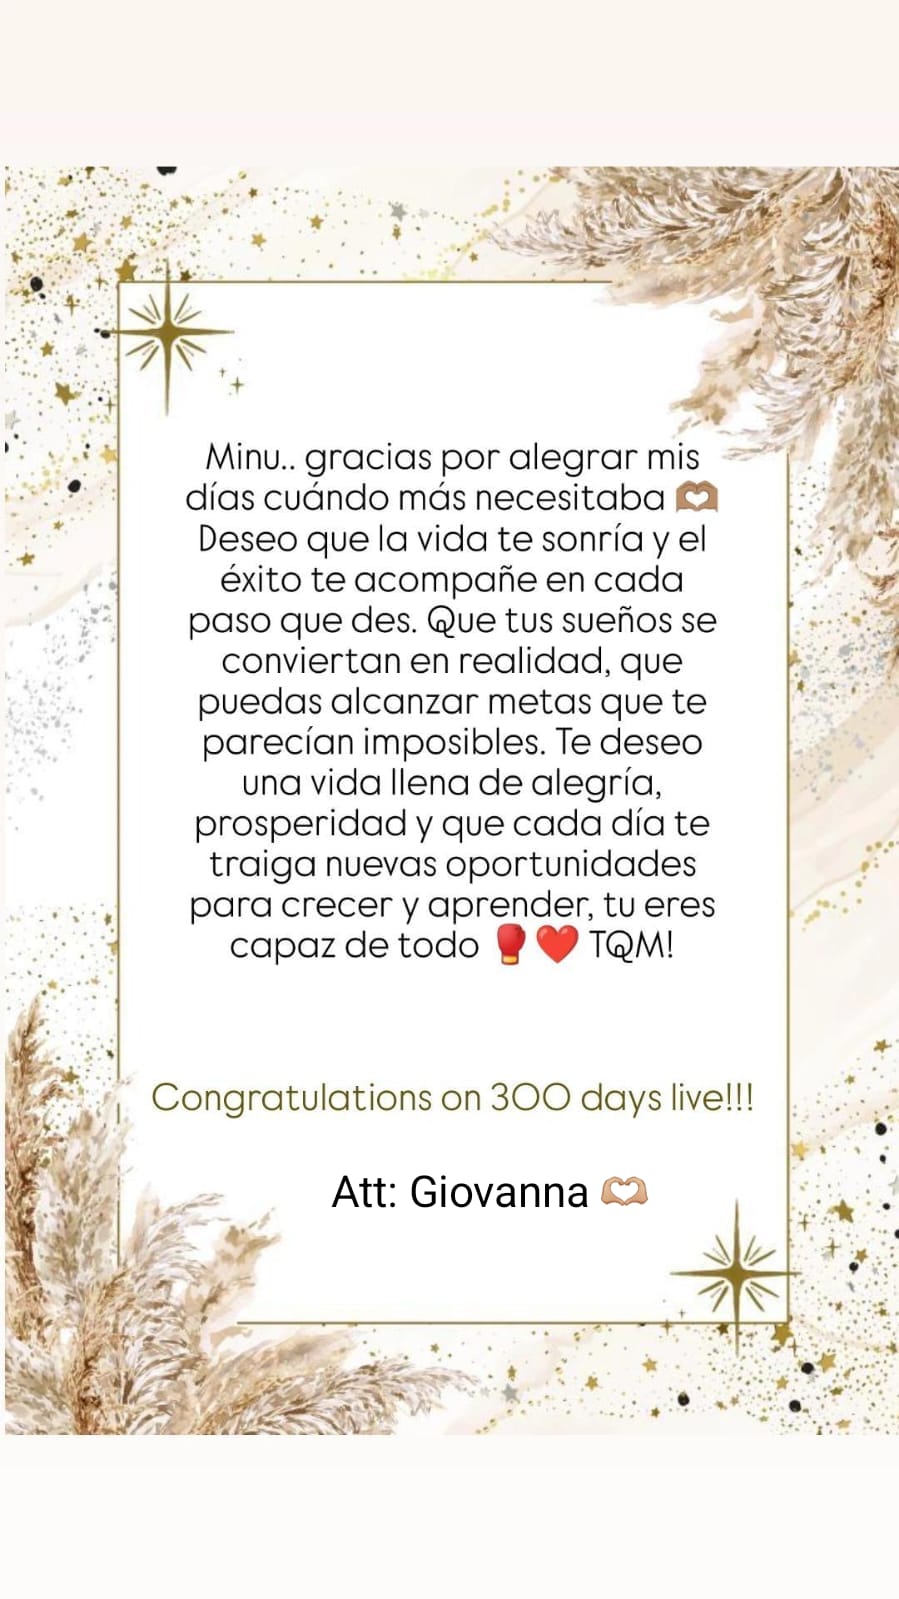 Minu.. gracias por alegrar mis
días cuándo más necesitaba 🫶🏽
Deseo que la vida te sonría y el
éxito te acompañe en cada
paso que des. Que tus sueños se
conviertan en realidad, que
puedas alcanzar metas que te
parecían imposibles. Te deseo
una vida llena de alegría,
prosperidad y que cada día te
traiga nuevas oportunidades
para crecer y aprender, tu eres
capaz de todo 🥊❤️ TQM!
Congratulations on 300 days live!!!
Att: Giovanna 🫶🏼